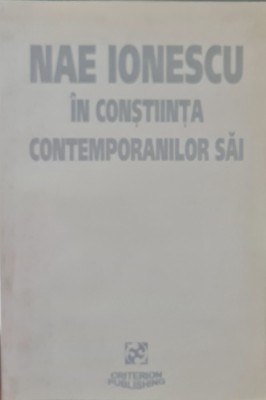 NAE IONESCU
ÎN CONȘTIINȚA
CONTEMPORANILOR SĂI
CRITERION
PUBLISHING